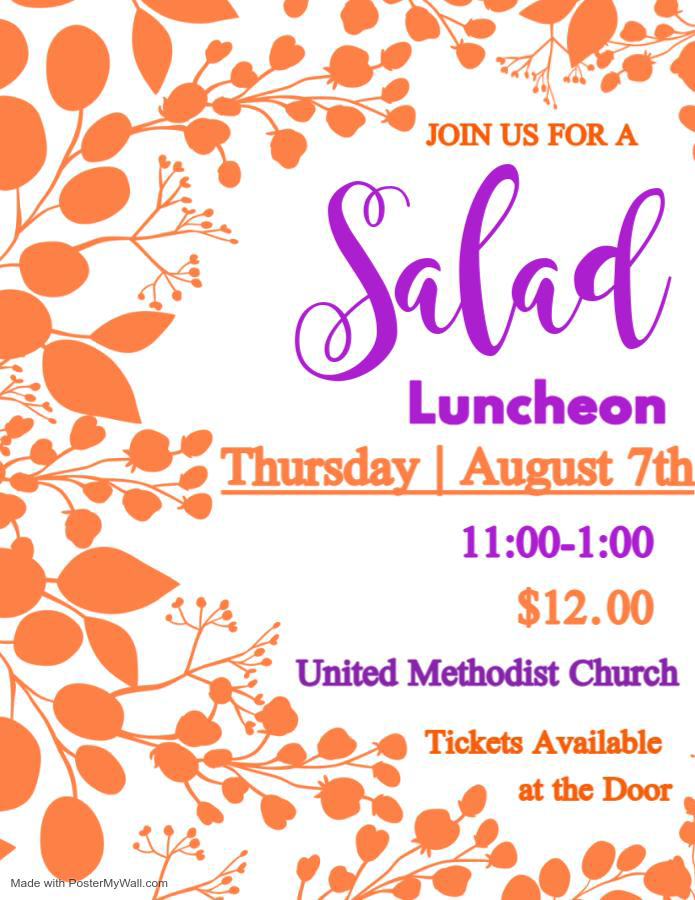 JOIN US FOR A
Salad
Luncheon
Thursday | August 7th
11:00-1:00
$12.00
United Methodist Church
Tickets Available
at the Door
Made with PosterMyWall.com